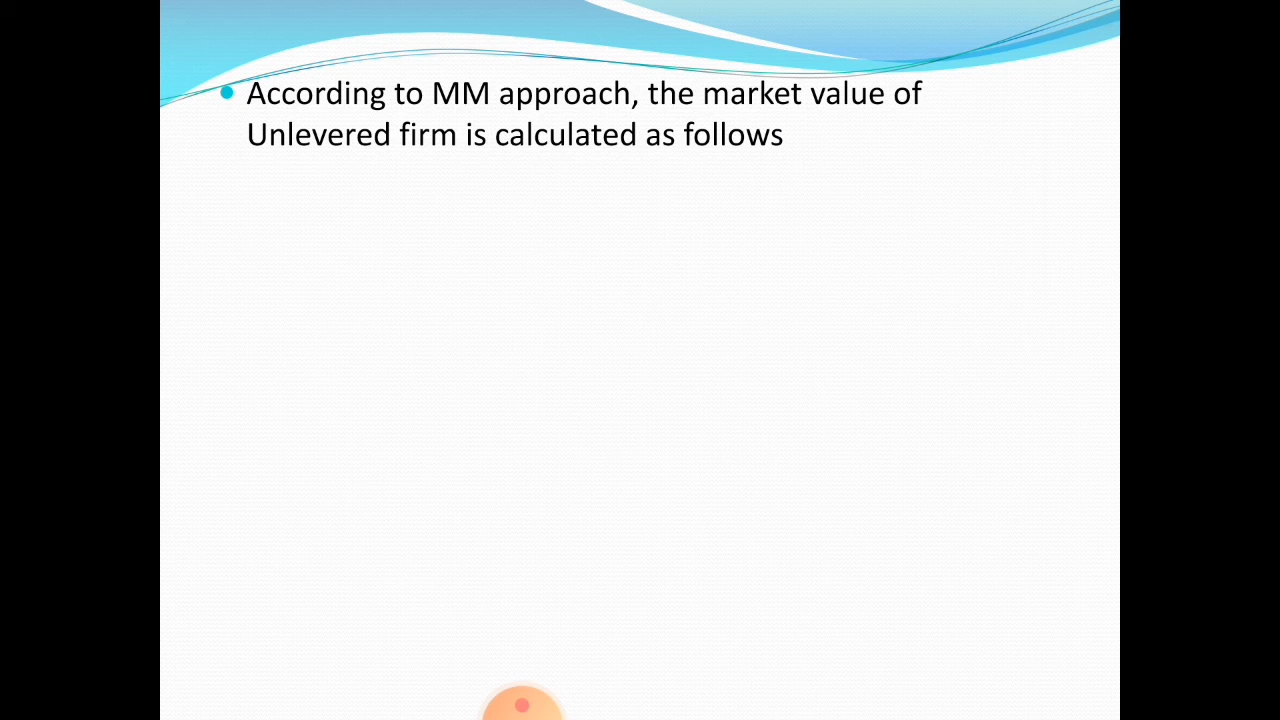 According to MM approach, the market value of
Unlevered firm is calculated as follows